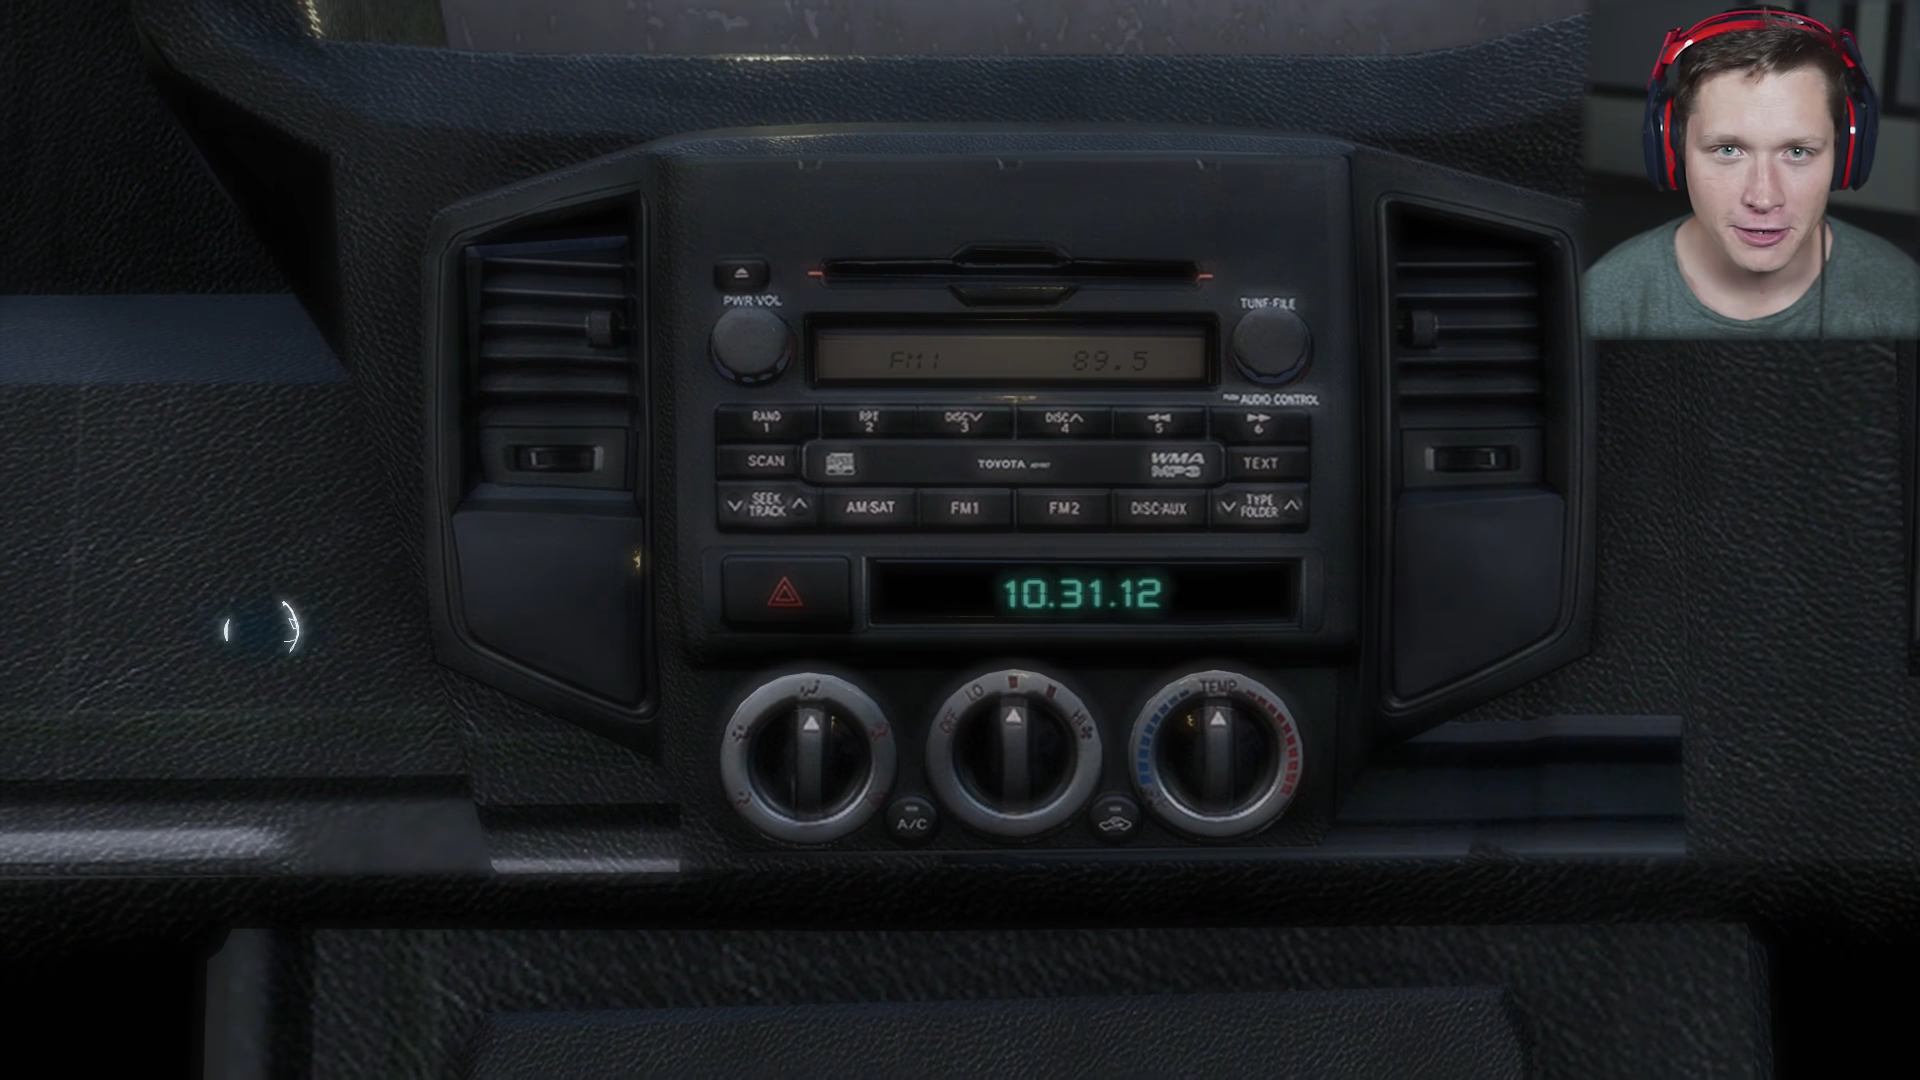 PWR·VOL
TUNE·FILE
FM1 89.5
PUSH AUDIO CONTROL
RAND 1 RPT 2 DISC 3 DISC 4 5 6
SCAN TOYOTA WMA MP3 TEXT
SEEK TRACK AM·SAT FM1 FM2 DISC·AUX TYPE FOLDER
10.31.12
OFF LO HI TEMP
A/C